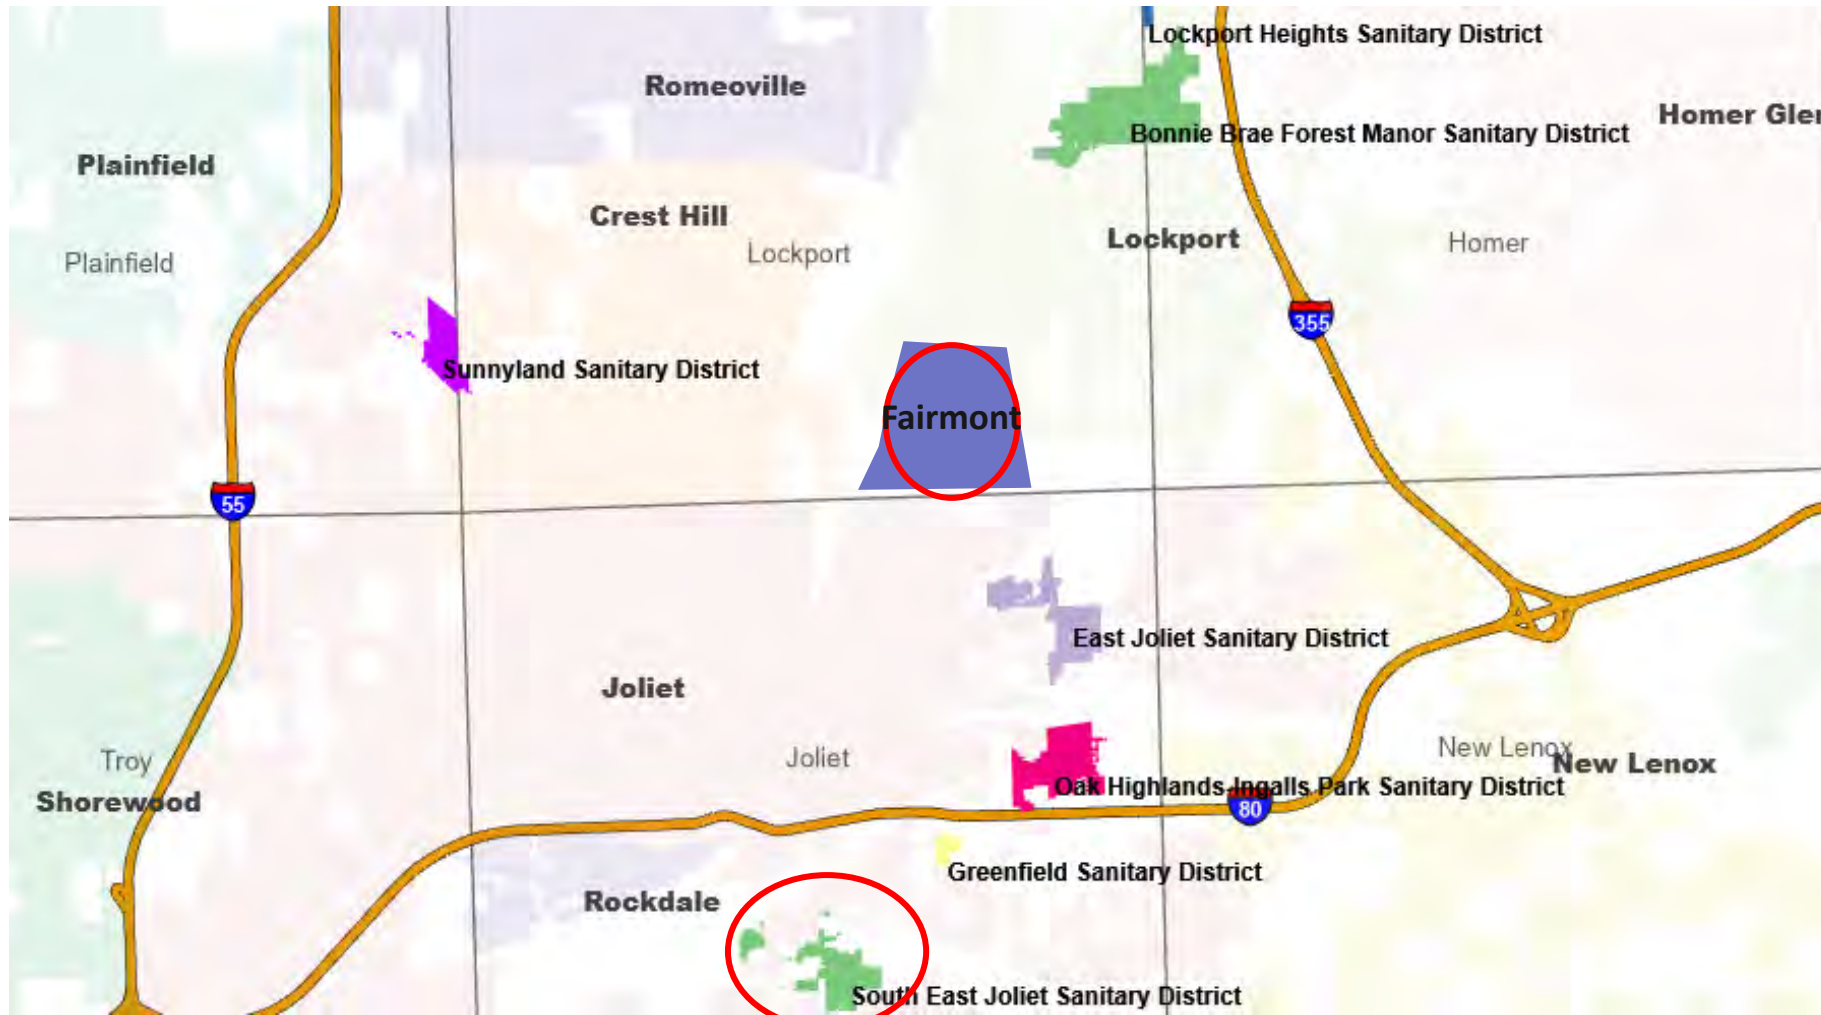 Lockport Heights Sanitary District
Romeoville
Homer Gler
Bonnie Brae Forest Manor Sanitary District
Plainfield
Crest Hill
Lockport
Homer
Lockport
Plainfield
355
Sunnyland Sanitary District
Fairmont
55
East Joliet Sanitary District
Joliet
New Lenox
Joliet
Troy
New Lenox
Oak Highlands-Ingalls Park Sanitary District
Shorewood
80
Greenfield Sanitary District
Rockdale
South East Joliet Sanitary District